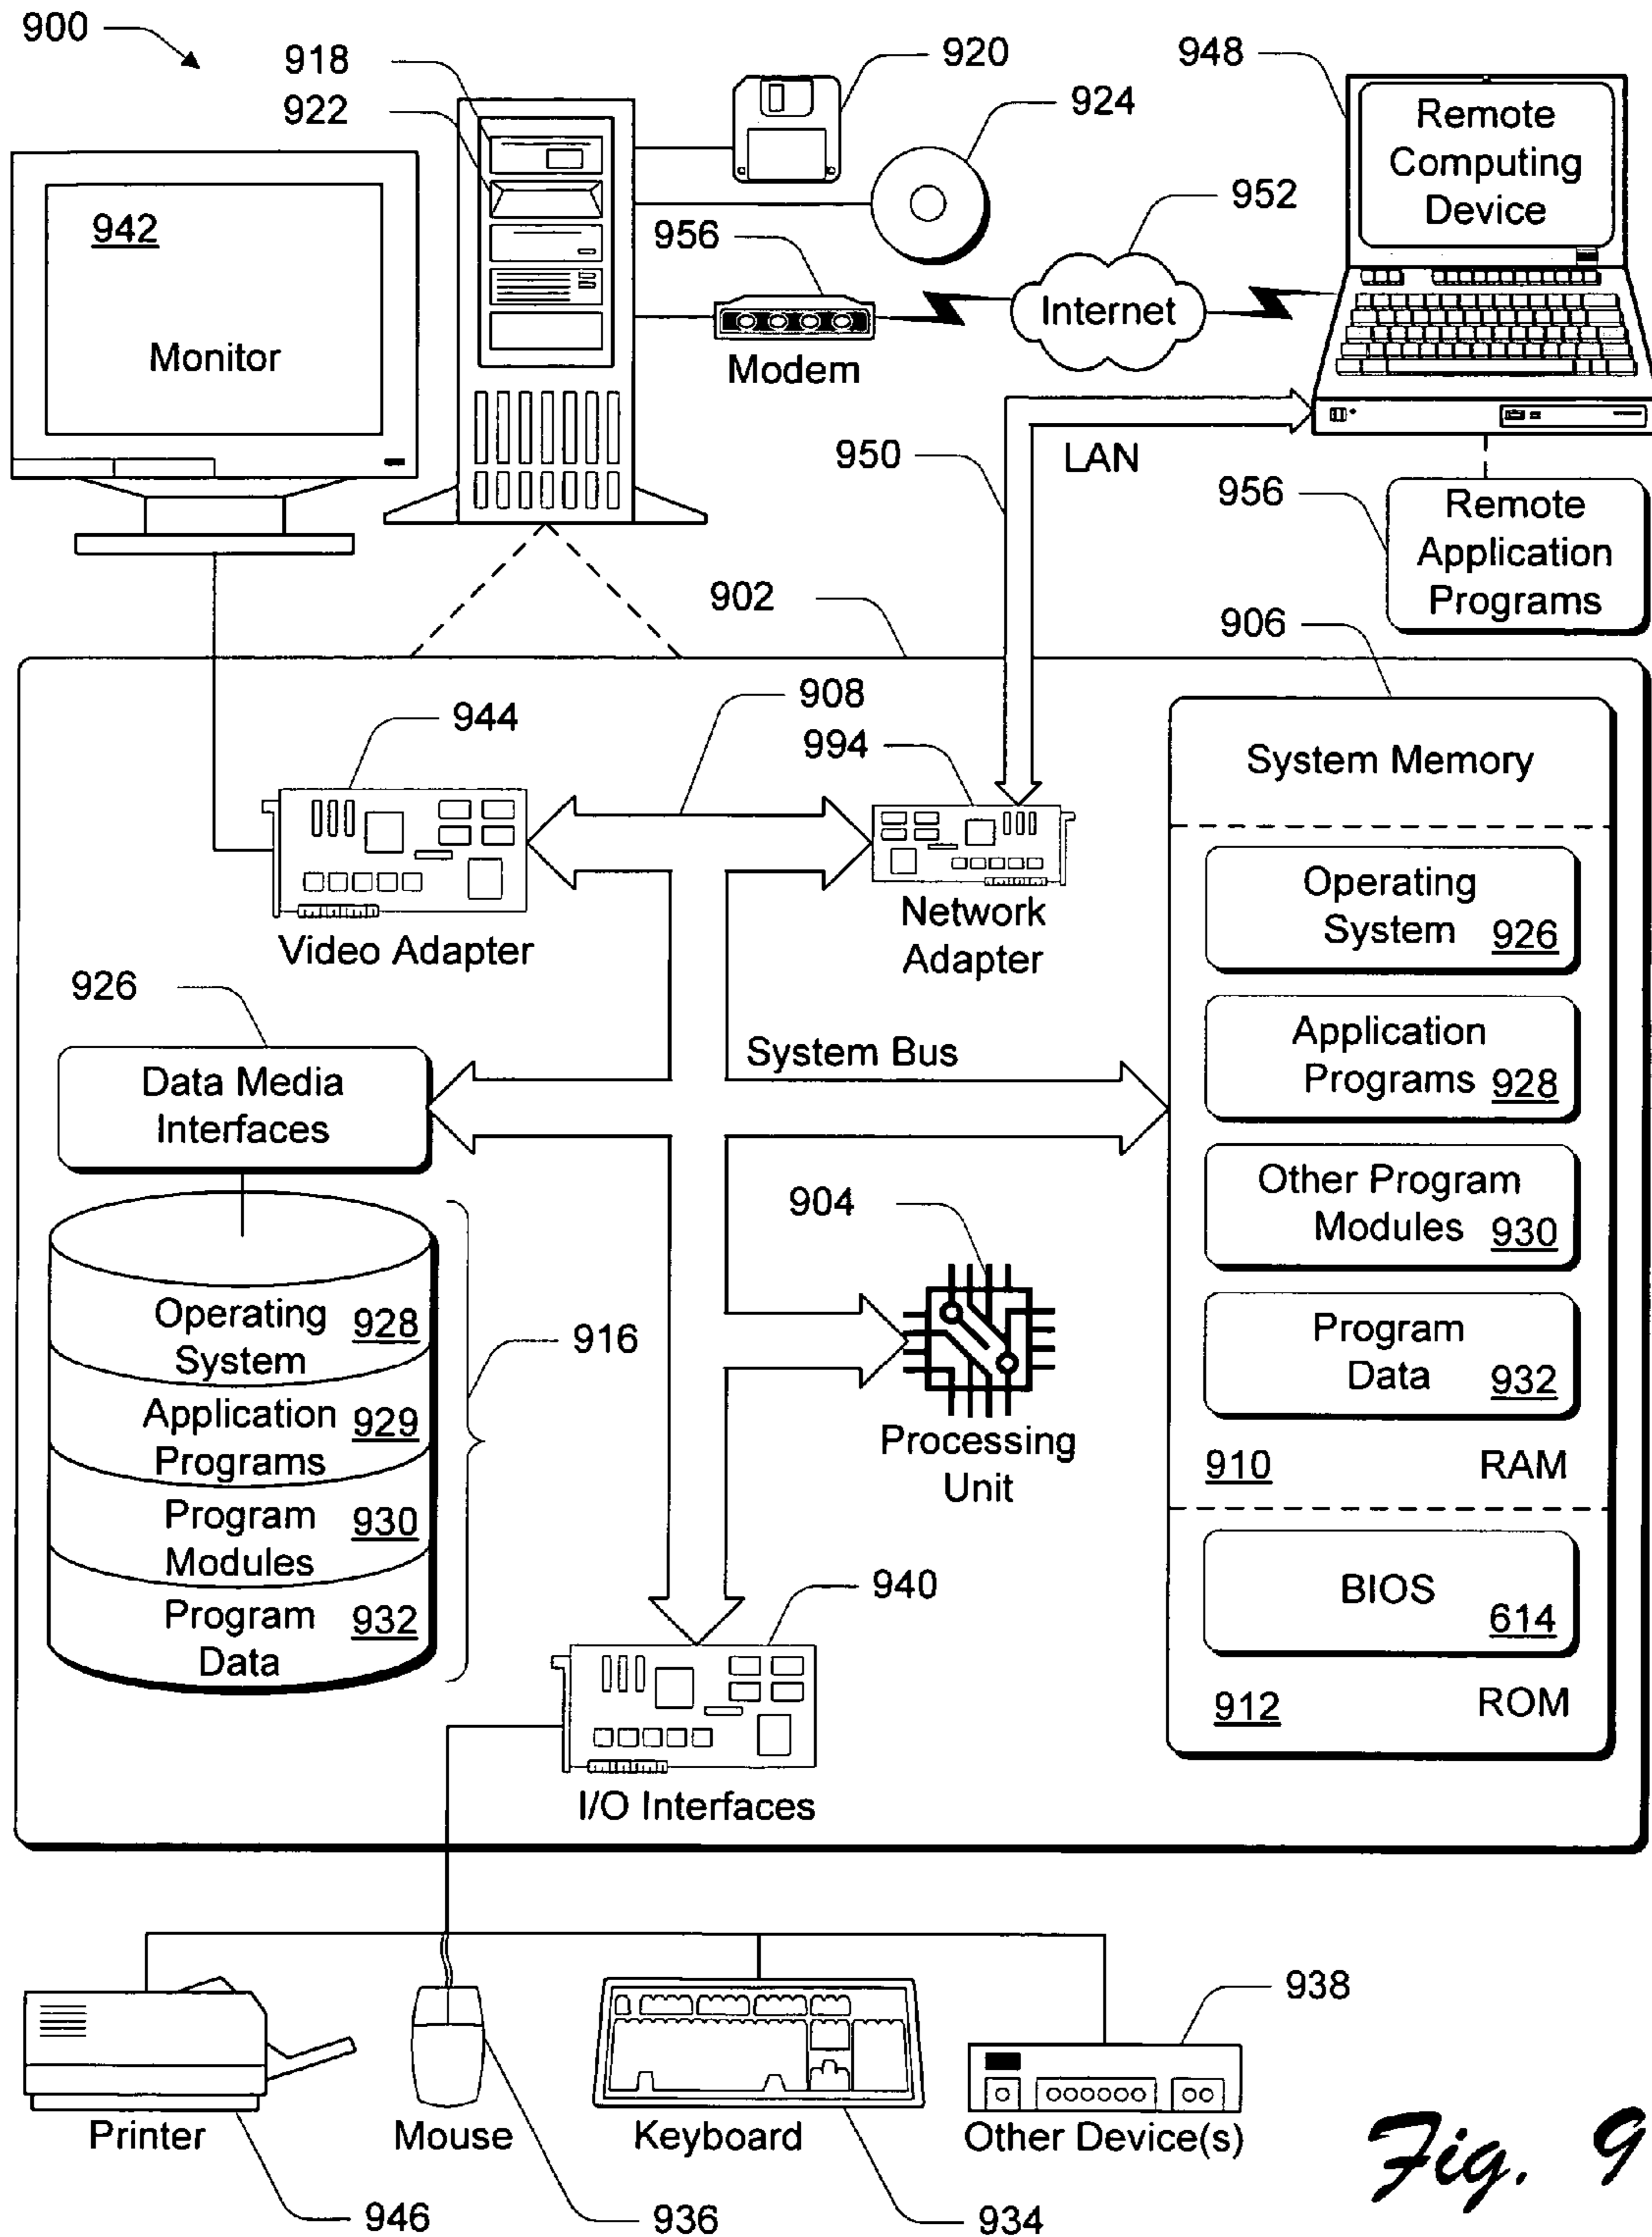 900
918
922
920
924
948
Remote
Computing
Device
942
Monitor
956
Modem
952
Internet
950
LAN
956
Remote
Application
Programs
902
906
908
944
994
Video Adapter
Network
Adapter
System Memory
Operating
System 926
Application
Programs 928
Other Program
Modules 930
Program
Data 932
910 RAM
BIOS
614
912 ROM
926
Data Media
Interfaces
System Bus
904
Processing
Unit
Operating
System 928
Application
Programs 929
Program
Modules 930
Program
Data 932
916
940
I/O Interfaces
938
Printer
Mouse
Keyboard
Other Device(s)
946
936
934
Fig. 9